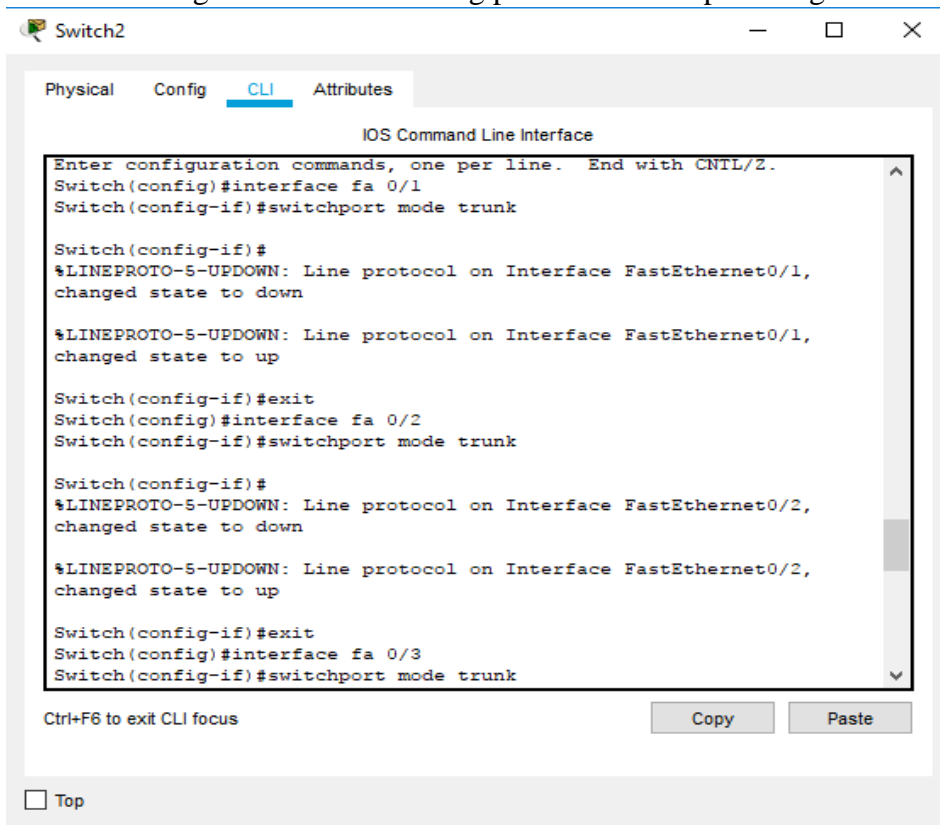 Switch2
Physical Config CLI Attributes
IOS Command Line Interface
Enter configuration commands, one per line.  End with CNTL/Z.
Switch(config)#interface fa 0/1
Switch(config-if)#switchport mode trunk
Switch(config-if)#
%LINEPROTO-5-UPDOWN: Line protocol on Interface FastEthernet0/1,
changed state to down
%LINEPROTO-5-UPDOWN: Line protocol on Interface FastEthernet0/1,
changed state to up
Switch(config-if)#exit
Switch(config)#interface fa 0/2
Switch(config-if)#switchport mode trunk
Switch(config-if)#
%LINEPROTO-5-UPDOWN: Line protocol on Interface FastEthernet0/2,
changed state to down
%LINEPROTO-5-UPDOWN: Line protocol on Interface FastEthernet0/2,
changed state to up
Switch(config-if)#exit
Switch(config)#interface fa 0/3
Switch(config-if)#switchport mode trunk
Ctrl+F6 to exit CLI focus
Copy Paste
Top